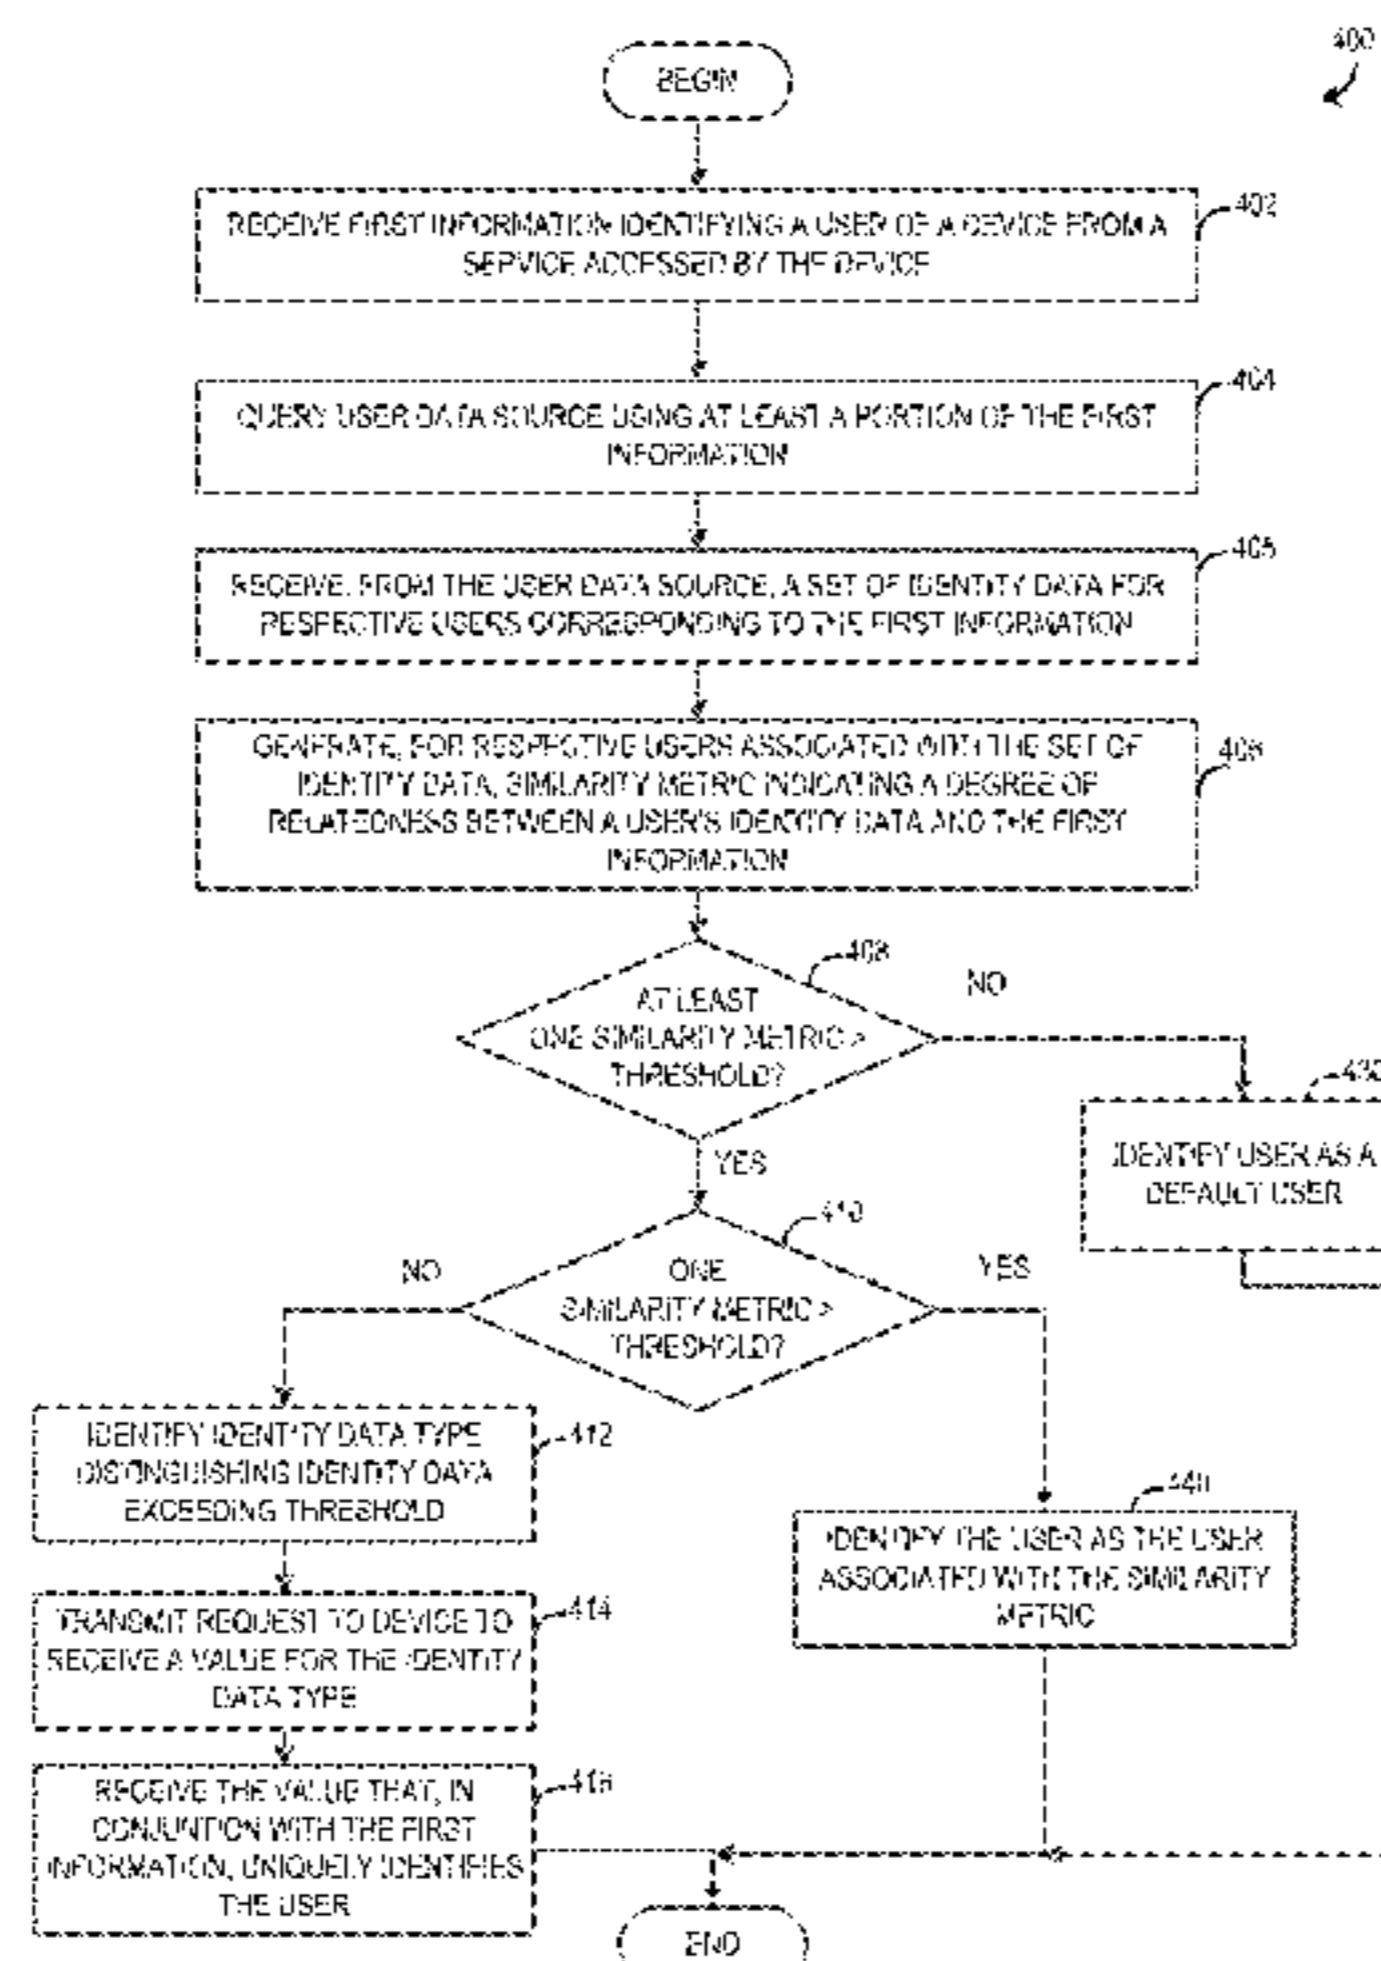 400
BEGIN
RECEIVE FIRST INFORMATION IDENTIFYING A USER OF A DEVICE FROM A
SERVICE ACCESSED BY THE DEVICE
402
QUERY USER DATA SOURCE USING AT LEAST A PORTION OF THE FIRST
INFORMATION
404
RECEIVE, FROM THE USER DATA SOURCE, A SET OF IDENTITY DATA FOR
RESPECTIVE USERS CORRESPONDING TO THE FIRST INFORMATION
405
GENERATE, FOR RESPECTIVE USERS ASSOCIATED WITH THE SET OF
IDENTITY DATA, SIMILARITY METRIC INDICATING A DEGREE OF
RELATEDNESS BETWEEN A USER'S IDENTITY DATA AND THE FIRST
INFORMATION
406
AT LEAST
ONE SIMILARITY METRIC >
THRESHOLD?
408
NO
YES
430
IDENTIFY USER AS A
DEFAULT USER
ONE
SIMILARITY METRIC >
THRESHOLD?
410
NO
YES
IDENTIFY IDENTITY DATA TYPE
DISTINGUISHING IDENTITY DATA
EXCEEDING THRESHOLD
412
440
IDENTIFY THE USER AS THE USER
ASSOCIATED WITH THE SIMILARITY
METRIC
TRANSMIT REQUEST TO DEVICE TO
RECEIVE A VALUE FOR THE IDENTITY
DATA TYPE
414
RECEIVE THE VALUE THAT, IN
CONJUNTION WITH THE FIRST
INFORMATION, UNIQUELY IDENTIFIES
THE USER
416
END